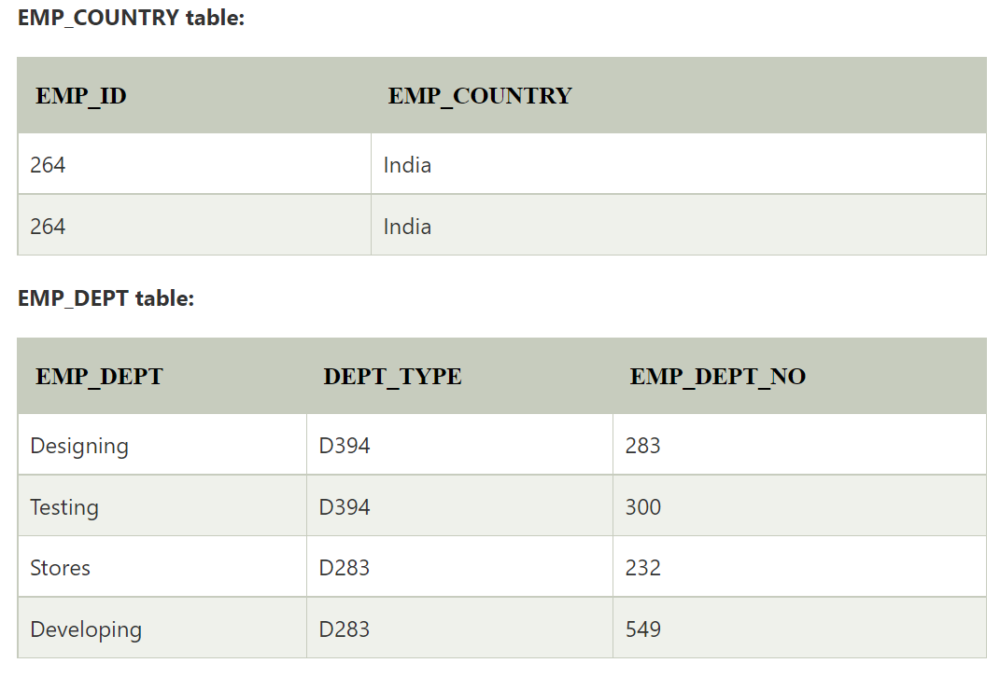 EMP_COUNTRY table:
EMP_ID EMP_COUNTRY
264 India
264 India
EMP_DEPT table:
EMP_DEPT DEPT_TYPE EMP_DEPT_NO
Designing D394 283
Testing D394 300
Stores D283 232
Developing D283 549